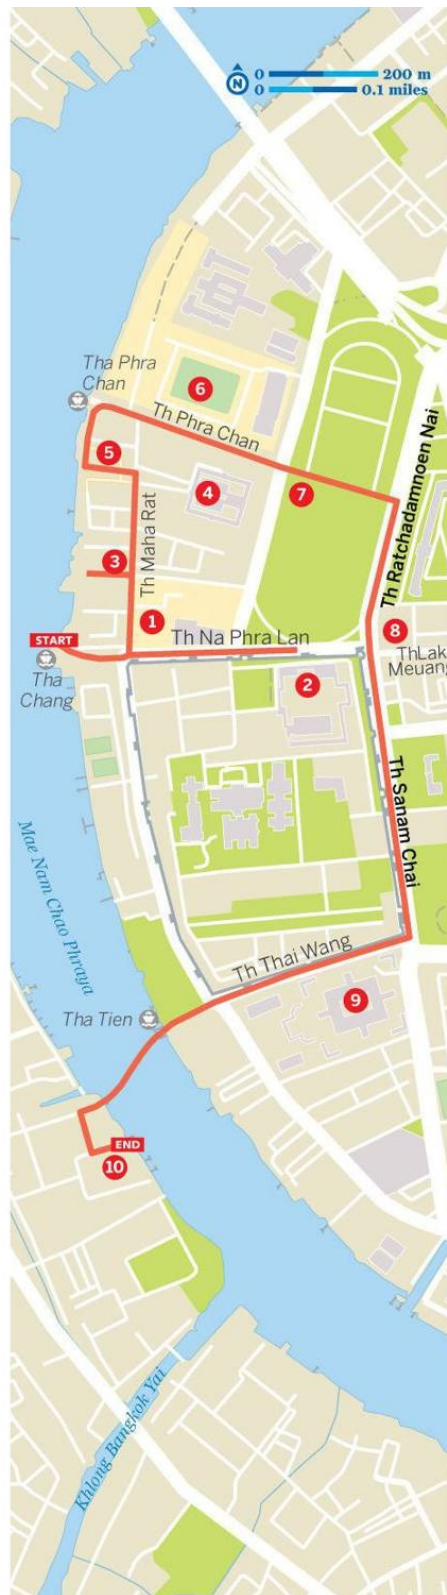 0 200 m
N 0 0.1 miles
Tha Phra
Chan
6
Th Phra Chan
5
4
7
Th Ratchadamnoen Nai
3
Th Maha Rat
1
START
Th Na Phra Lan
8
ThLak
Meuang
Tha
Chang
2
Th Sanam Chai
Mae Nam Chao Phraya
Th Thai Wang
9
Tha Tien
END
10
Khlong Bangkok Yai